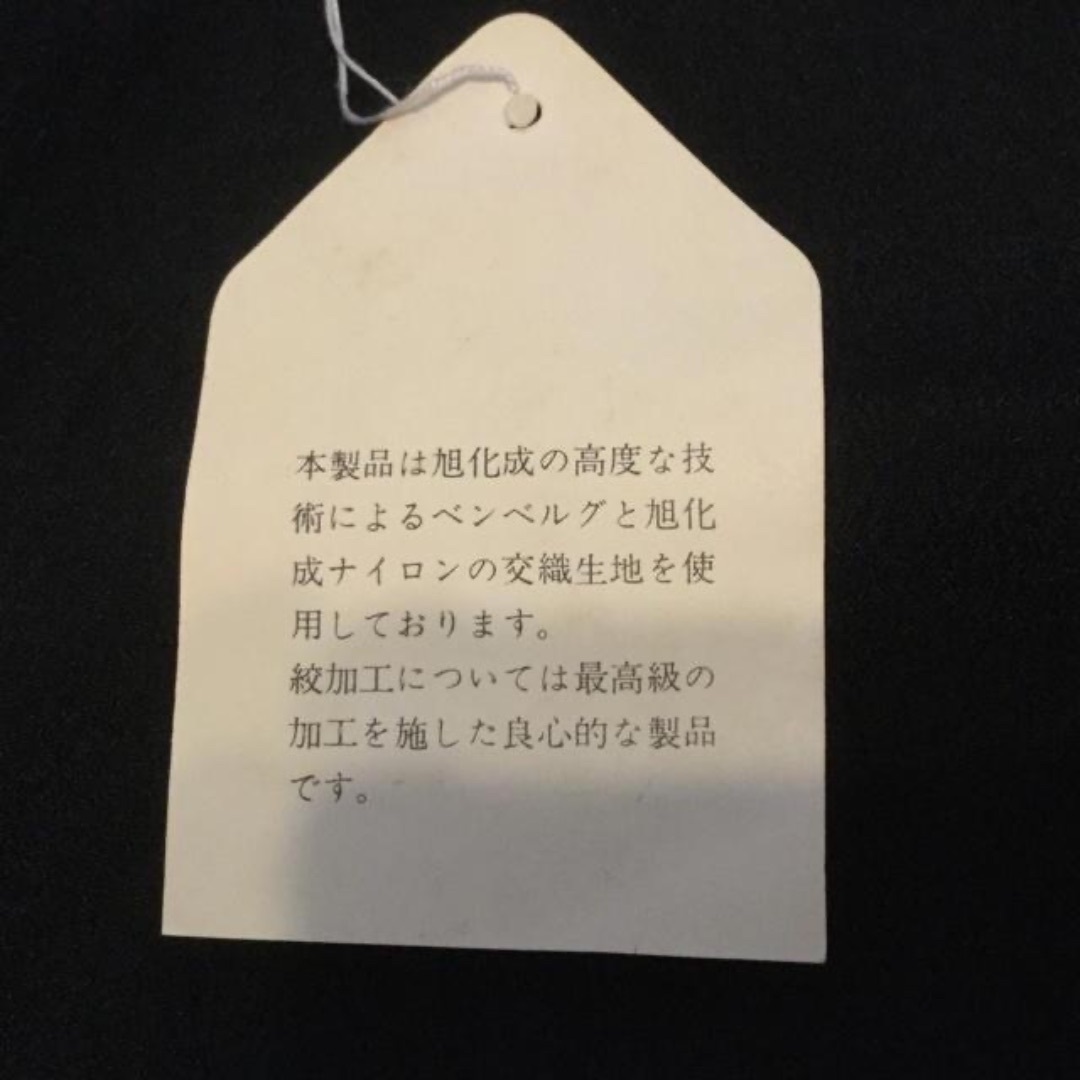 本製品は旭化成の高度な技
術によるベンベルグと旭化
成ナイロンの交織生地を使
用しております。
絞加工については最高級の
加工を施した良心的な製品
です。